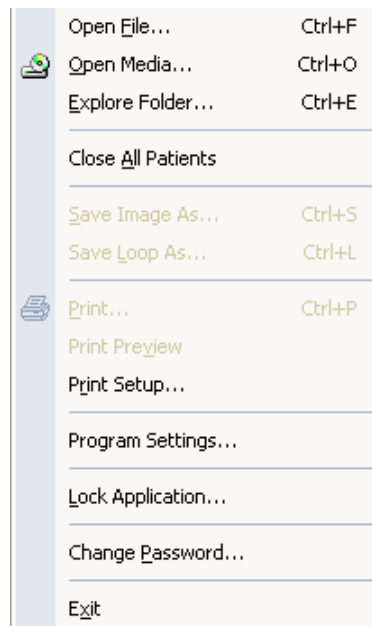 Open File... Ctrl+F
Open Media... Ctrl+O
Explore Folder... Ctrl+E
Close All Patients
Save Image As... Ctrl+S
Save Loop As... Ctrl+L
Print... Ctrl+P
Print Preview
Print Setup...
Program Settings...
Lock Application...
Change Password...
Exit